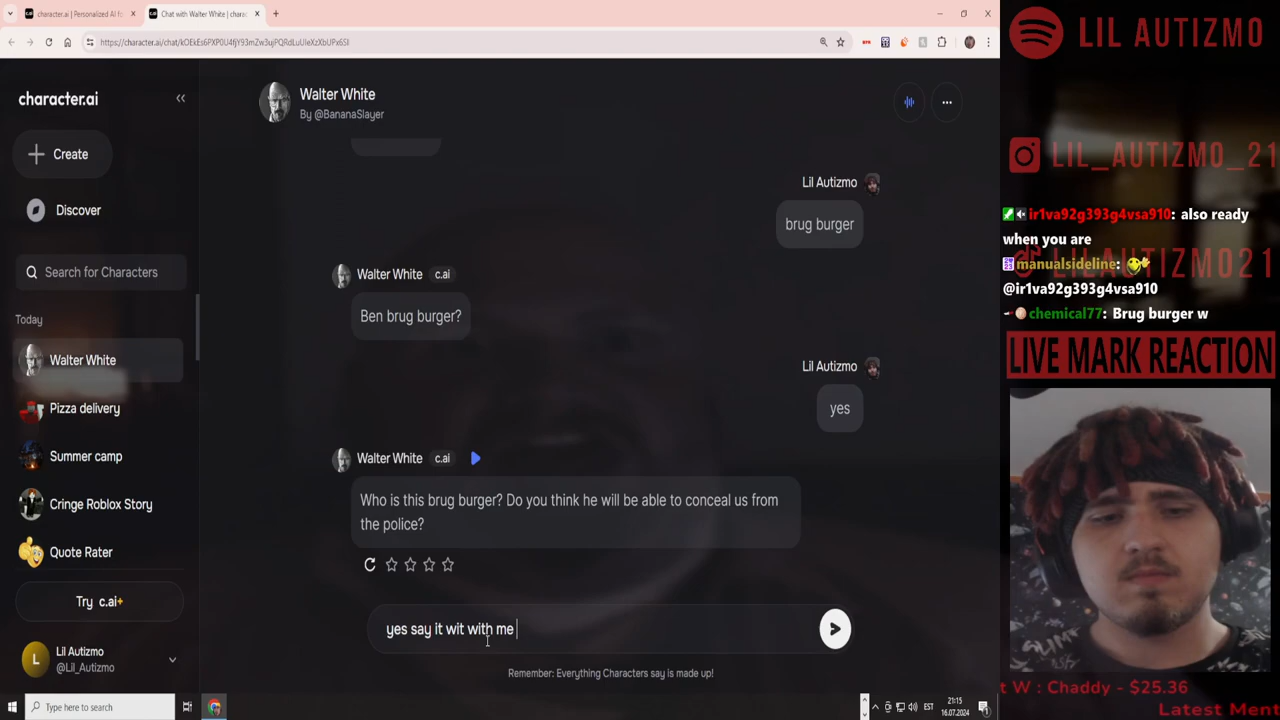 character.ai | Personalized AI fo
Chat with Walter White | charac
https://character.ai/chat/
character.ai
Create
Discover
Search for Characters
Today
Walter White
Pizza delivery
Summer camp
Cringe Roblox Story
Quote Rater
Try c.ai+
L
Lil Autizmo
@Lil_Autizmo
Walter White
By @BananaSlayer
Lil Autizmo
brug burger
Walter White c.ai
Ben brug burger?
Lil Autizmo
yes
Walter White c.ai
Who is this brug burger? Do you think he will be able to conceal us from
the police?
yes say it wit with me
Remember: Everything Characters say is made up!
Type here to search
EST
21:15
16.07.2024
LIL AUTIZMO
LIL_AUTIZMO_21
ir1va92g393g4vsa910: also ready
when you are
LILAUTIZMO21
manualsideline:
@ir1va92g393g4vsa910
chemical77: Brug burger w
LIVE MARK REACTION
t W : Chaddy - $25.36
Latest Ment